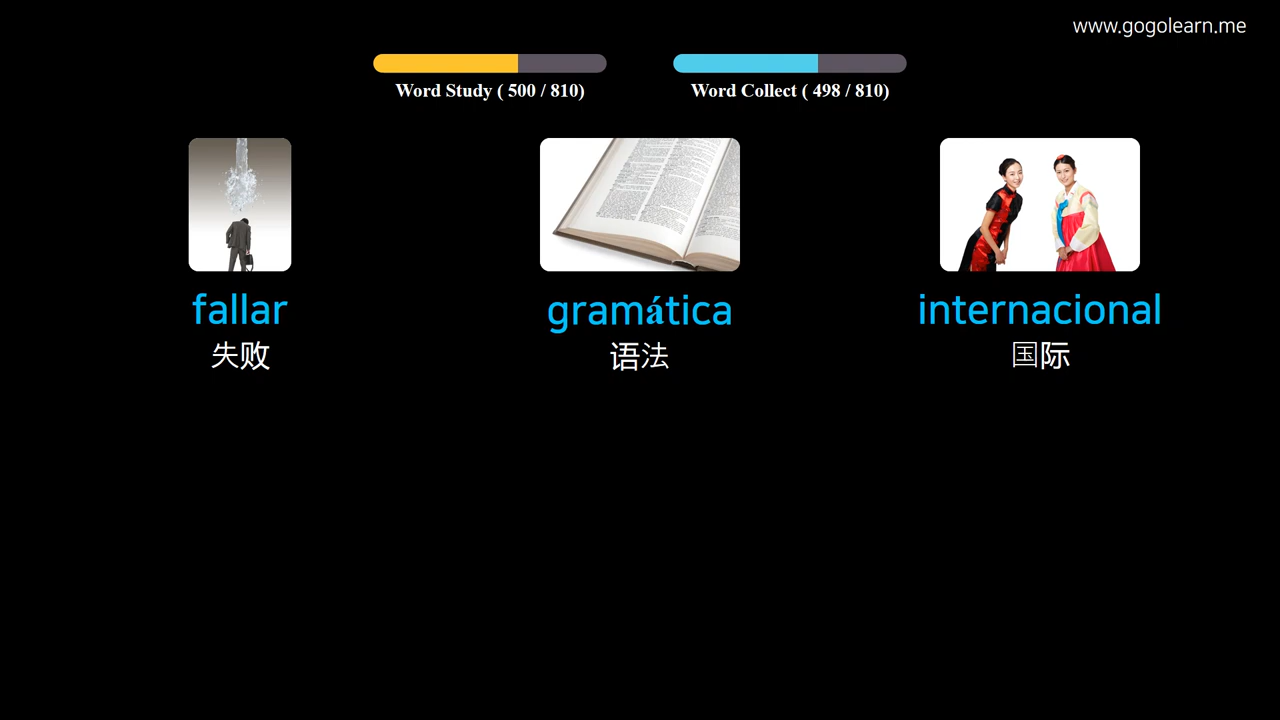 www.gogolearn.me
Word Study ( 500 / 810)
Word Collect ( 498 / 810)
fallar
gramática
internacional
失败
语法
国际